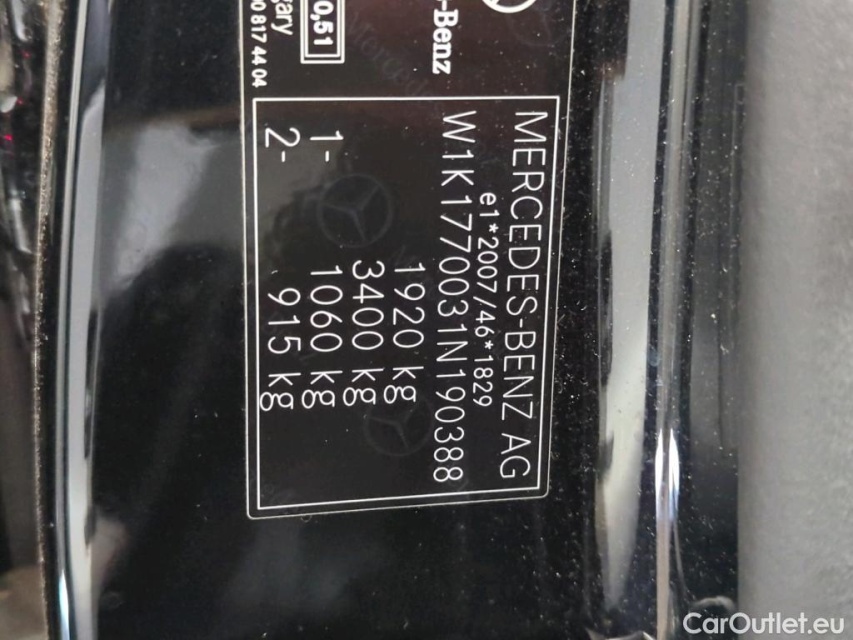 -Benz
0,51
gary
00 817 44 04
MERCEDES-BENZ AG
e1*2007/46*1829
W1K1770031N190388
1920 kg
3400 kg
1- 1060 kg
2- 915 kg
CarOutlet.eu